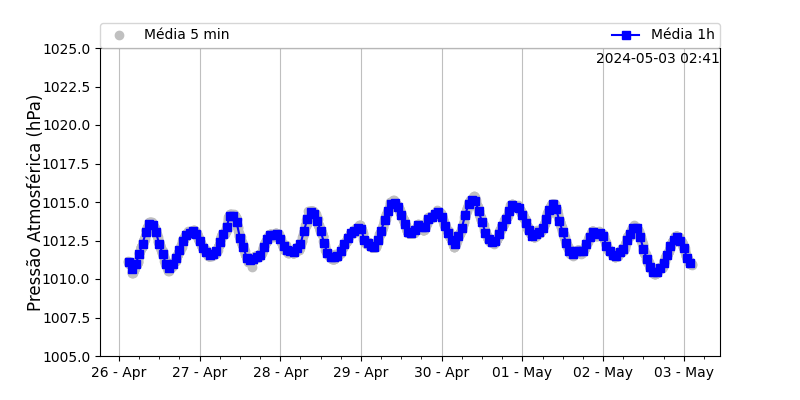 Média 5 min
Média 1h
2024-05-03 02:41
Pressão Atmosférica (hPa)
1025.0
1022.5
1020.0
1017.5
1015.0
1012.5
1010.0
1007.5
1005.0
26 - Apr
27 - Apr
28 - Apr
29 - Apr
30 - Apr
01 - May
02 - May
03 - May